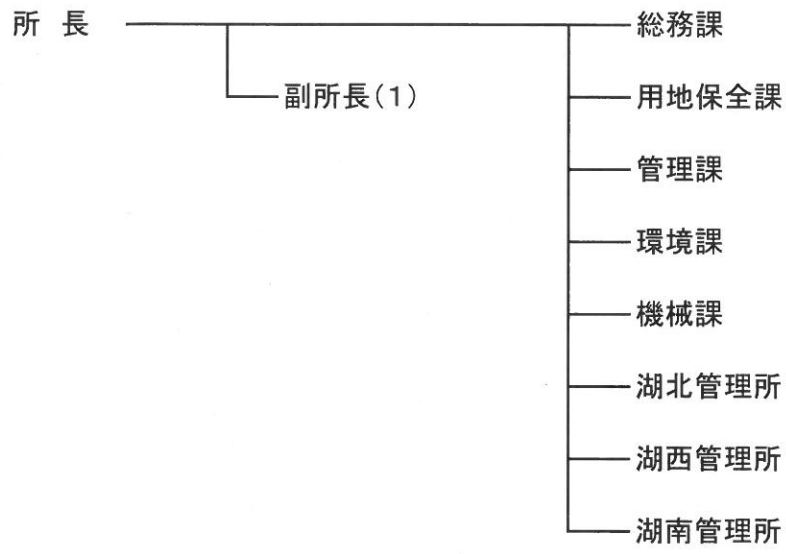 所長
総務課
副所長(1)
用地保全課
管理課
環境課
機械課
湖北管理所
湖西管理所
湖南管理所